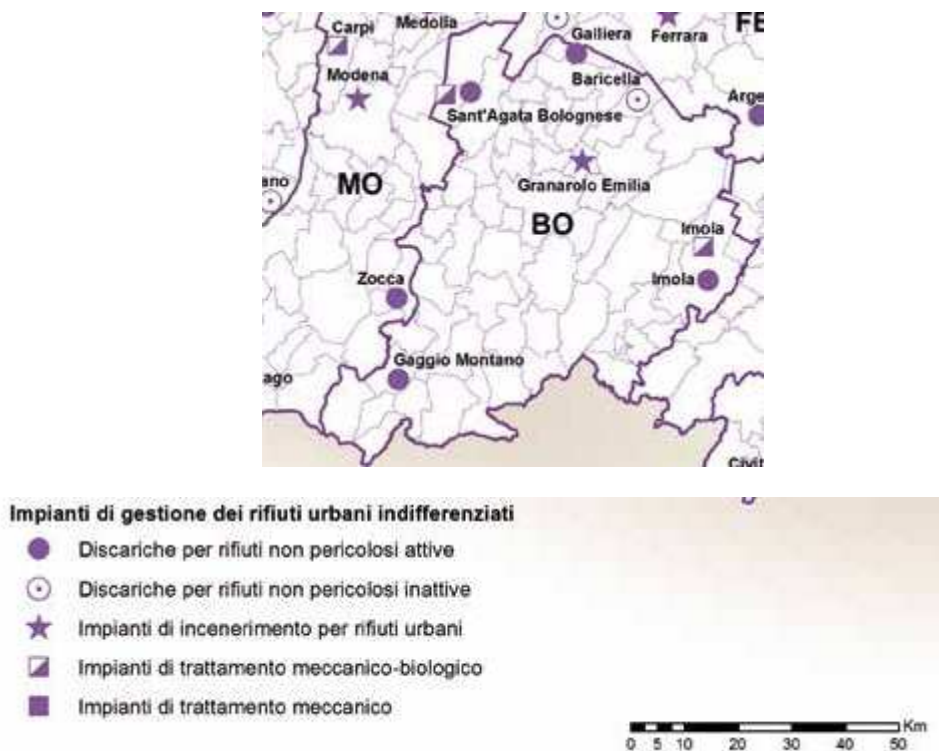 Carpi
Medolla
Galliera
Ferrara
FE
Modena
Baricella
Arge
Sant'Agata Bolognese
ano
MO
Granarolo Emilia
BO
Imola
Zocca
Imola
Gaggio Montano
ago
Civit
Impianti di gestione dei rifiuti urbani indifferenziati
Discariche per rifiuti non pericolosi attive
Discariche per rifiuti non pericolosi inattive
Impianti di incenerimento per rifiuti urbani
Impianti di trattamento meccanico-biologico
Impianti di trattamento meccanico
Km
0 5 10 20 30 40 50